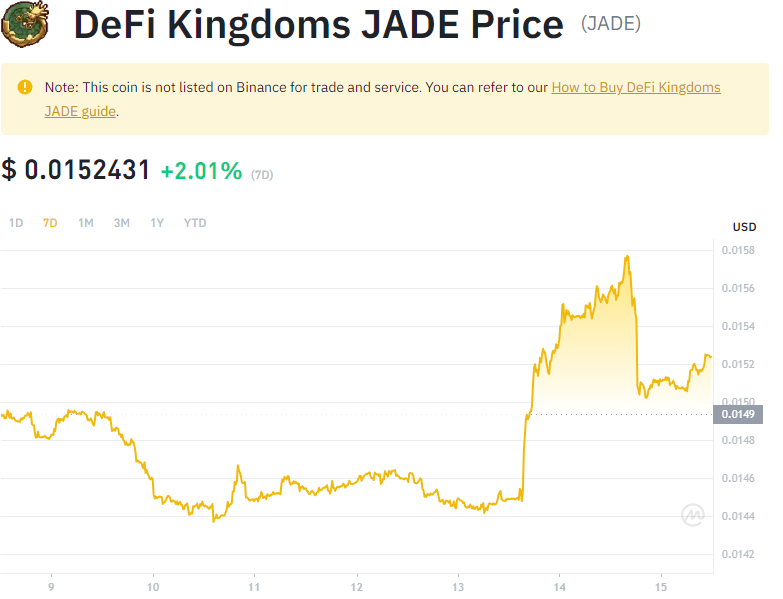 DeFi Kingdoms JADE Price (JADE)
Note: This coin is not listed on Binance for trade and service. You can refer to our How to Buy DeFi Kingdoms
JADE guide.
$ 0.0152431 +2.01% (7D)
1D 7D 1M 3M 1Y YTD
USD
0.0158
0.0156
0.0154
0.0152
0.0150
0.0149
0.0148
0.0146
0.0144
0.0142
9 10 11 12 13 14 15